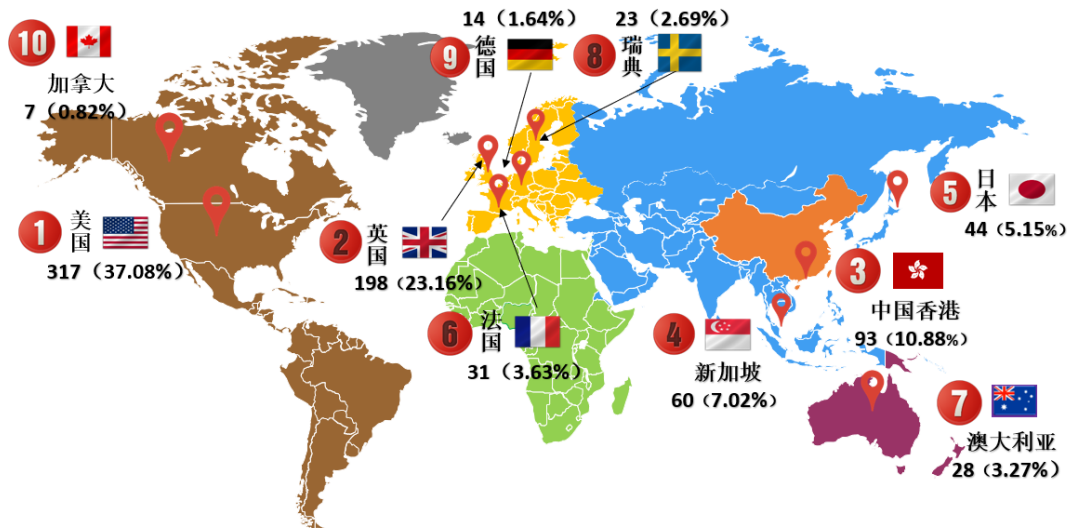 14（1.64%）
23（2.69%）
10
加拿大
7（0.82%）
9
德国
8
瑞典
1
美国
317（37.08%）
2
英国
198（23.16%）
5
日本
44（5.15%）
3
中国香港
93（10.88%）
6
法国
31（3.63%）
4
新加坡
60（7.02%）
7
澳大利亚
28（3.27%）